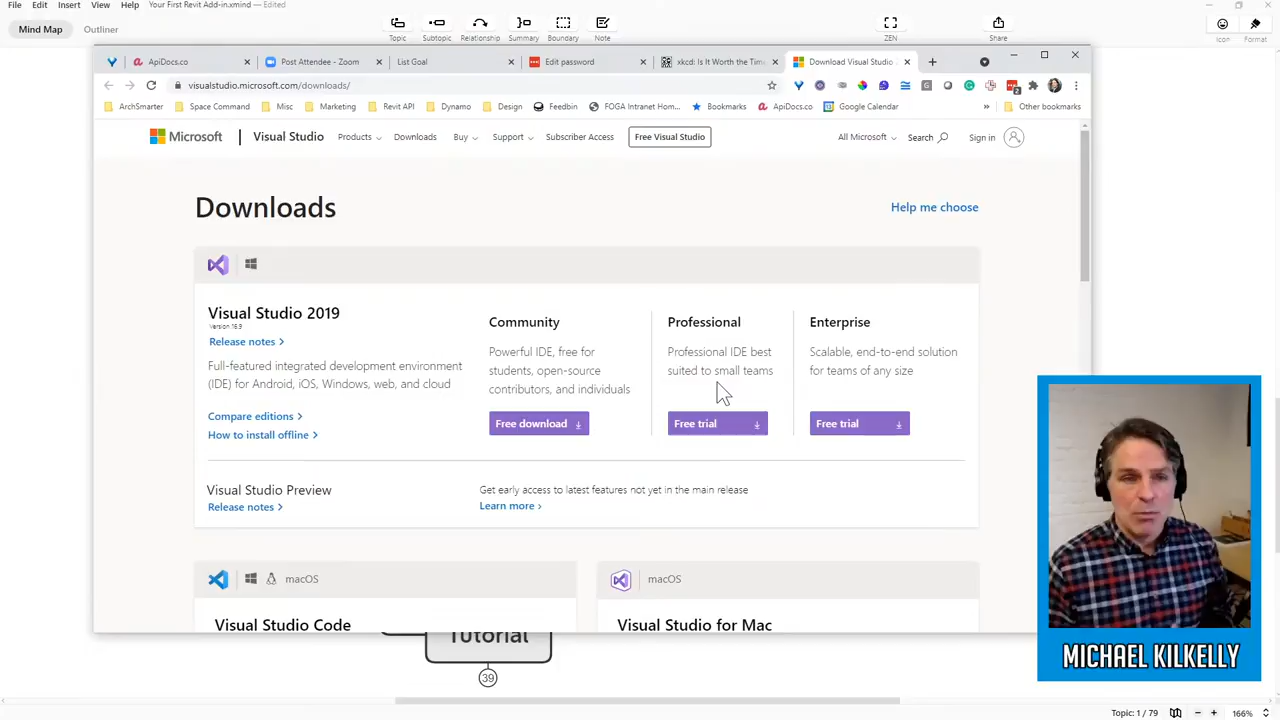 File Edit Insert View Help Your First Revit Add-in.xmind — Edited
Mind Map Outliner
Topic Subtopic Relationship Summary Boundary Note ZEN Share Icon Format
ApiDocs.co Post Attendee - Zoom List Goal Edit password xkcd: Is It Worth the Time Download Visual Studio
visualstudio.microsoft.com/downloads/
ArchSmarter Space Command Misc Marketing Revit API Dynamo Design Feedbin FOGA Intranet Hom... Bookmarks ApiDocs.co Google Calendar » Other bookmarks
Microsoft Visual Studio Products Downloads Buy Support Subscriber Access Free Visual Studio All Microsoft Search Sign in
Downloads
Help me choose
Visual Studio 2019
Version 16.9
Release notes >
Full-featured integrated development environment
(IDE) for Android, iOS, Windows, web, and cloud
Compare editions >
How to install offline >
Community
Powerful IDE, free for
students, open-source
contributors, and individuals
Free download
Professional
Professional IDE best
suited to small teams
Free trial
Enterprise
Scalable, end-to-end solution
for teams of any size
Free trial
Visual Studio Preview
Release notes >
Get early access to latest features not yet in the main release
Learn more >
macOS
Visual Studio Code
macOS
Visual Studio for Mac
Tutorial
39
MICHAEL KILKELLY
Topic: 1 / 79 166%